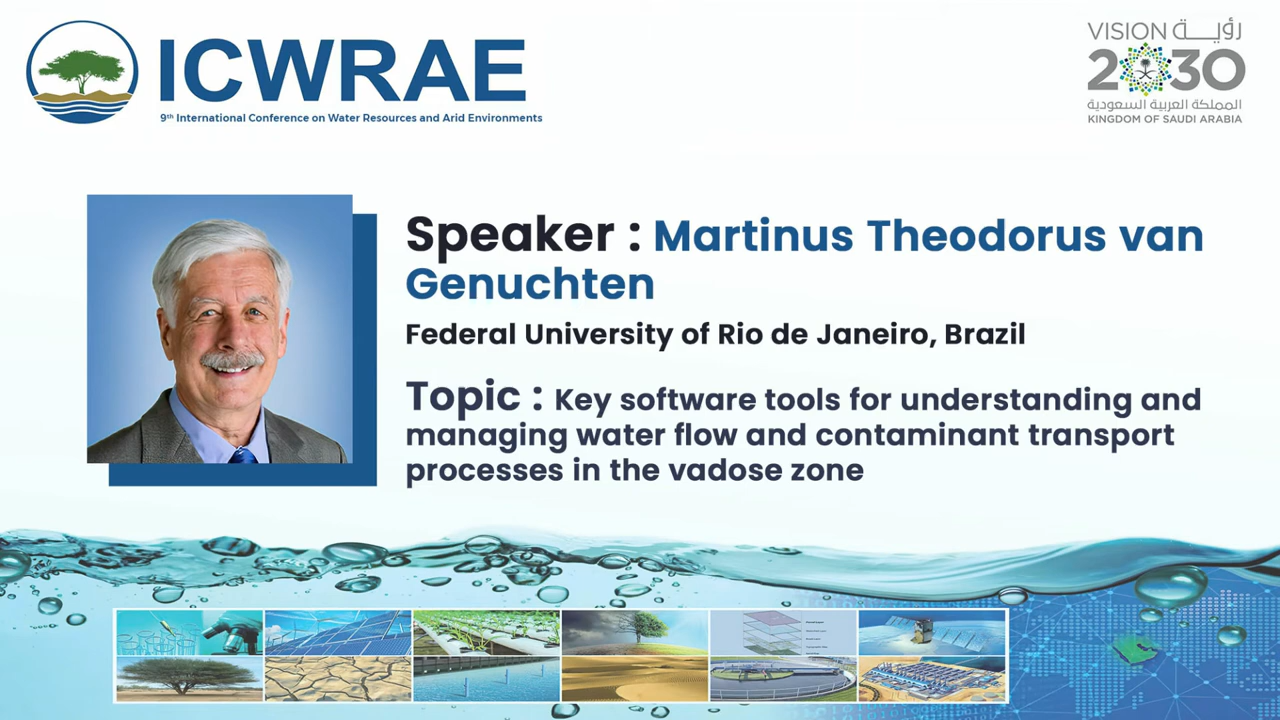 ICWRAE
9th International Conference on Water Resources and Arid Environments
VISION رؤية
2030
المملكة العربية السعودية
KINGDOM OF SAUDI ARABIA
Speaker : Martinus Theodorus van
Genuchten
Federal University of Rio de Janeiro, Brazil
Topic : Key software tools for understanding and
managing water flow and contaminant transport
processes in the vadose zone